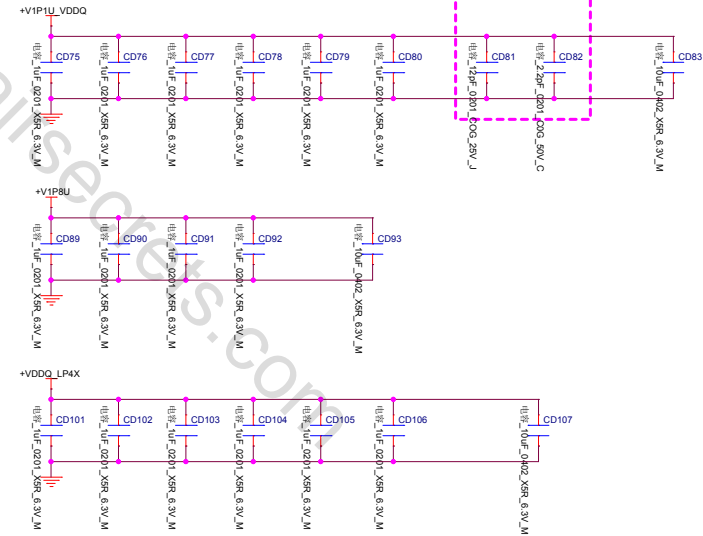 +V1P1U_VDDQ
CD75
电容_1uF_0201_X5R_6.3V_M
CD76
电容_1uF_0201_X5R_6.3V_M
CD77
电容_1uF_0201_X5R_6.3V_M
CD78
电容_1uF_0201_X5R_6.3V_M
CD79
电容_1uF_0201_X5R_6.3V_M
CD80
电容_1uF_0201_X5R_6.3V_M
CD81
电容_12pF_0201_COG_25V_J
CD82
电容_2.2pF_0201_C0G_50V_C
CD83
电容_10uF_0402_X5R_6.3V_M
+V1P8U
CD89
电容_1uF_0201_X5R_6.3V_M
CD90
电容_1uF_0201_X5R_6.3V_M
CD91
电容_1uF_0201_X5R_6.3V_M
CD92
电容_1uF_0201_X5R_6.3V_M
CD93
电容_10uF_0402_X5R_6.3V_M
+VDDQ_LP4X
CD101
电容_1uF_0201_X5R_6.3V_M
CD102
电容_1uF_0201_X5R_6.3V_M
CD103
电容_1uF_0201_X5R_6.3V_M
CD104
电容_1uF_0201_X5R_6.3V_M
CD105
电容_1uF_0201_X5R_6.3V_M
CD106
电容_1uF_0201_X5R_6.3V_M
CD107
电容_10uF_0402_X5R_6.3V_M
airsecrets.com